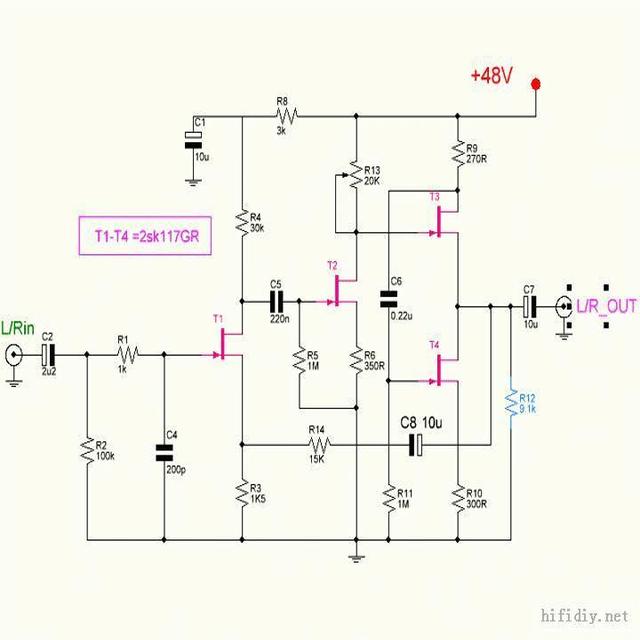 +48V
C1
10u
R8
3k
R13
20K
R9
270R
T1-T4 =2sk117GR
R4
30k
T3
T2
C5
220n
C6
0.22u
L/Rin
C2
2u2
R1
1k
T1
T4
C7
10u
L/R_OUT
R5
1M
R6
350R
R12
9.1k
R2
100k
C4
200p
R14
15K
C8 10u
R3
1K5
R11
1M
R10
300R
hifidiy.net